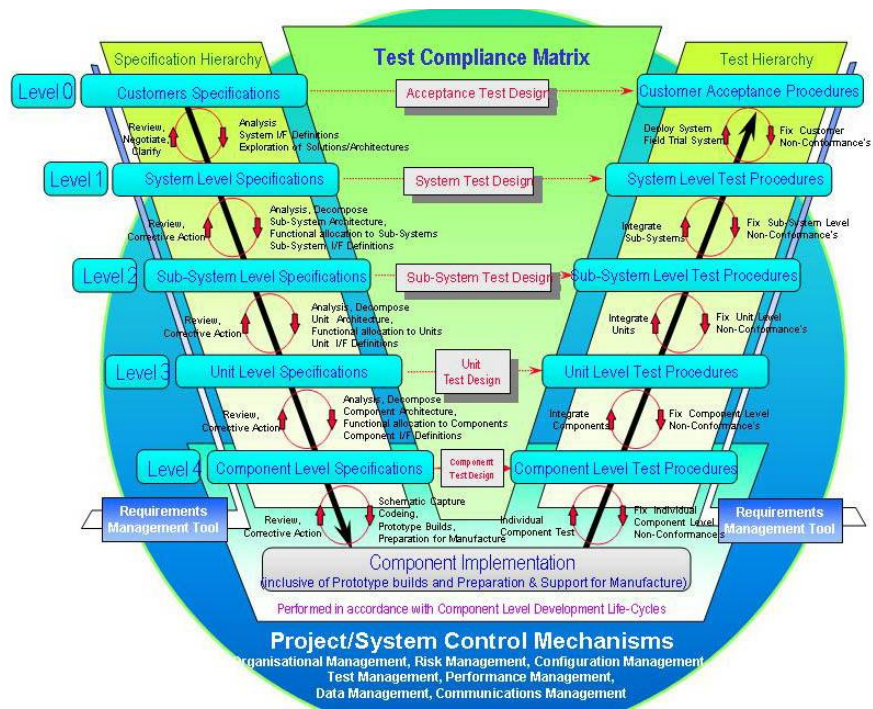 Specification Hierarchy
Test Compliance Matrix
Test Hierarchy
Level 0
Customers Specifications
Acceptance Test Design
Customer Acceptance Procedures
Review,
Negotiate,
Clarify
Analysis
System I/F Definitions
Exploration of Solutions/Architectures
Deploy System
Field Trial System
Fix Customer
Non-Conformance's
Level 1
System Level Specifications
System Test Design
System Level Test Procedures
Review,
Corrective Action
Analysis, Decompose
Sub-System Architecture,
Functional allocation to Sub-Systems
Sub-System I/F Definitions
Integrate
Sub-Systems
Fix Sub-System Level
Non-Conformance's
Level 2
Sub-System Level Specifications
Sub-System Test Design
Sub-System Level Test Procedures
Review,
Corrective Action
Analysis, Decompose
Unit Architecture,
Functional allocation to Units
Unit I/F Definitions
Integrate
Units
Fix Unit Level
Non-Conformance's
Level 3
Unit Level Specifications
Unit
Test Design
Unit Level Test Procedures
Review,
Corrective Action
Analysis, Decompose
Component Architecture,
Functional allocation to Components
Component I/F Definitions
Integrate
Components
Fix Component Level
Non-Conformance's
Level 4
Component Level Specifications
Component
Test Design
Component Level Test Procedures
Requirements
Management Tool
Review,
Corrective Action
Schematic Capture
Codeing,
Prototype Builds,
Preparation for Manufacture
Individual
Component Test
Fix Individual
Component Level
Non-Conformance's
Requirements
Management Tool
Component Implementation
(inclusive of Prototype builds and Preparation & Support for Manufacture)
Performed in accordance with Component Level Development Life-Cycles
Project/System Control Mechanisms
Organisational Management, Risk Management, Configuration Management
Test Management, Performance Management,
Data Management, Communications Management